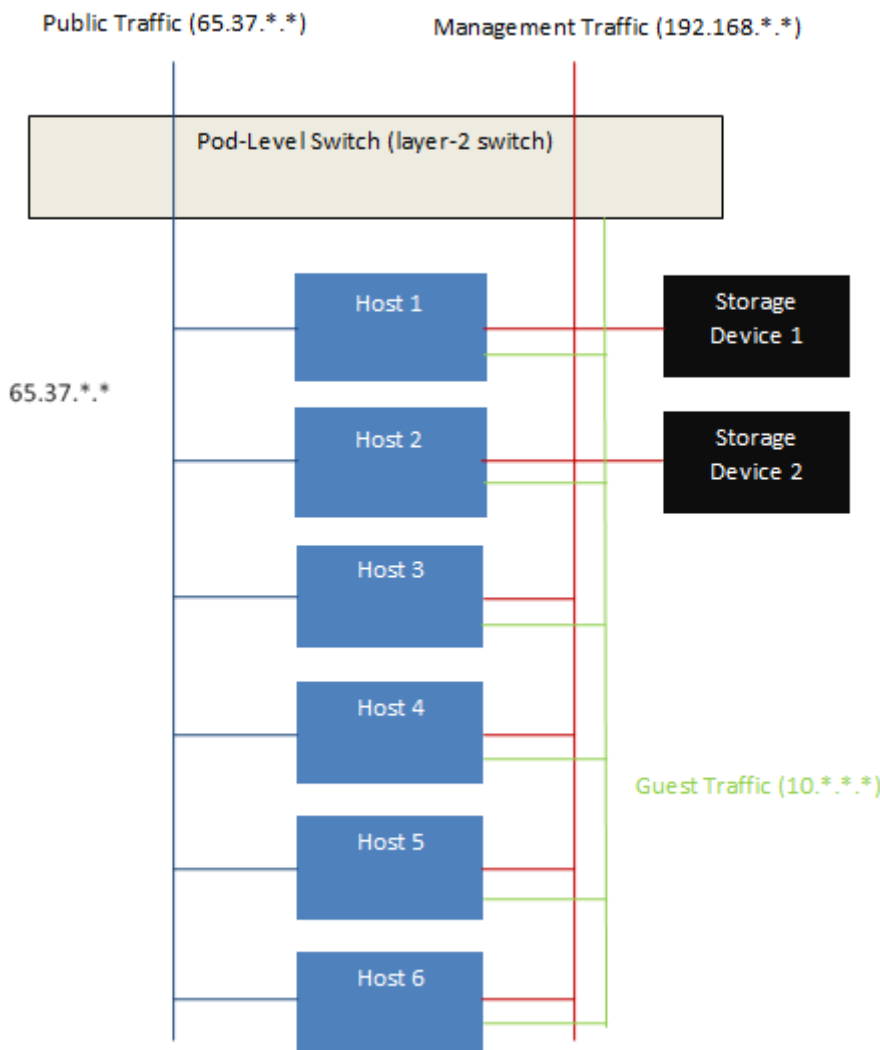 Public Traffic (65.37.*.*)
Management Traffic (192.168.*.*)
Pod-Level Switch (layer-2 switch)
Host 1
Storage
Device 1
65.37.*.*
Host 2
Storage
Device 2
Host 3
Host 4
Guest Traffic (10.*.*.*)
Host 5
Host 6